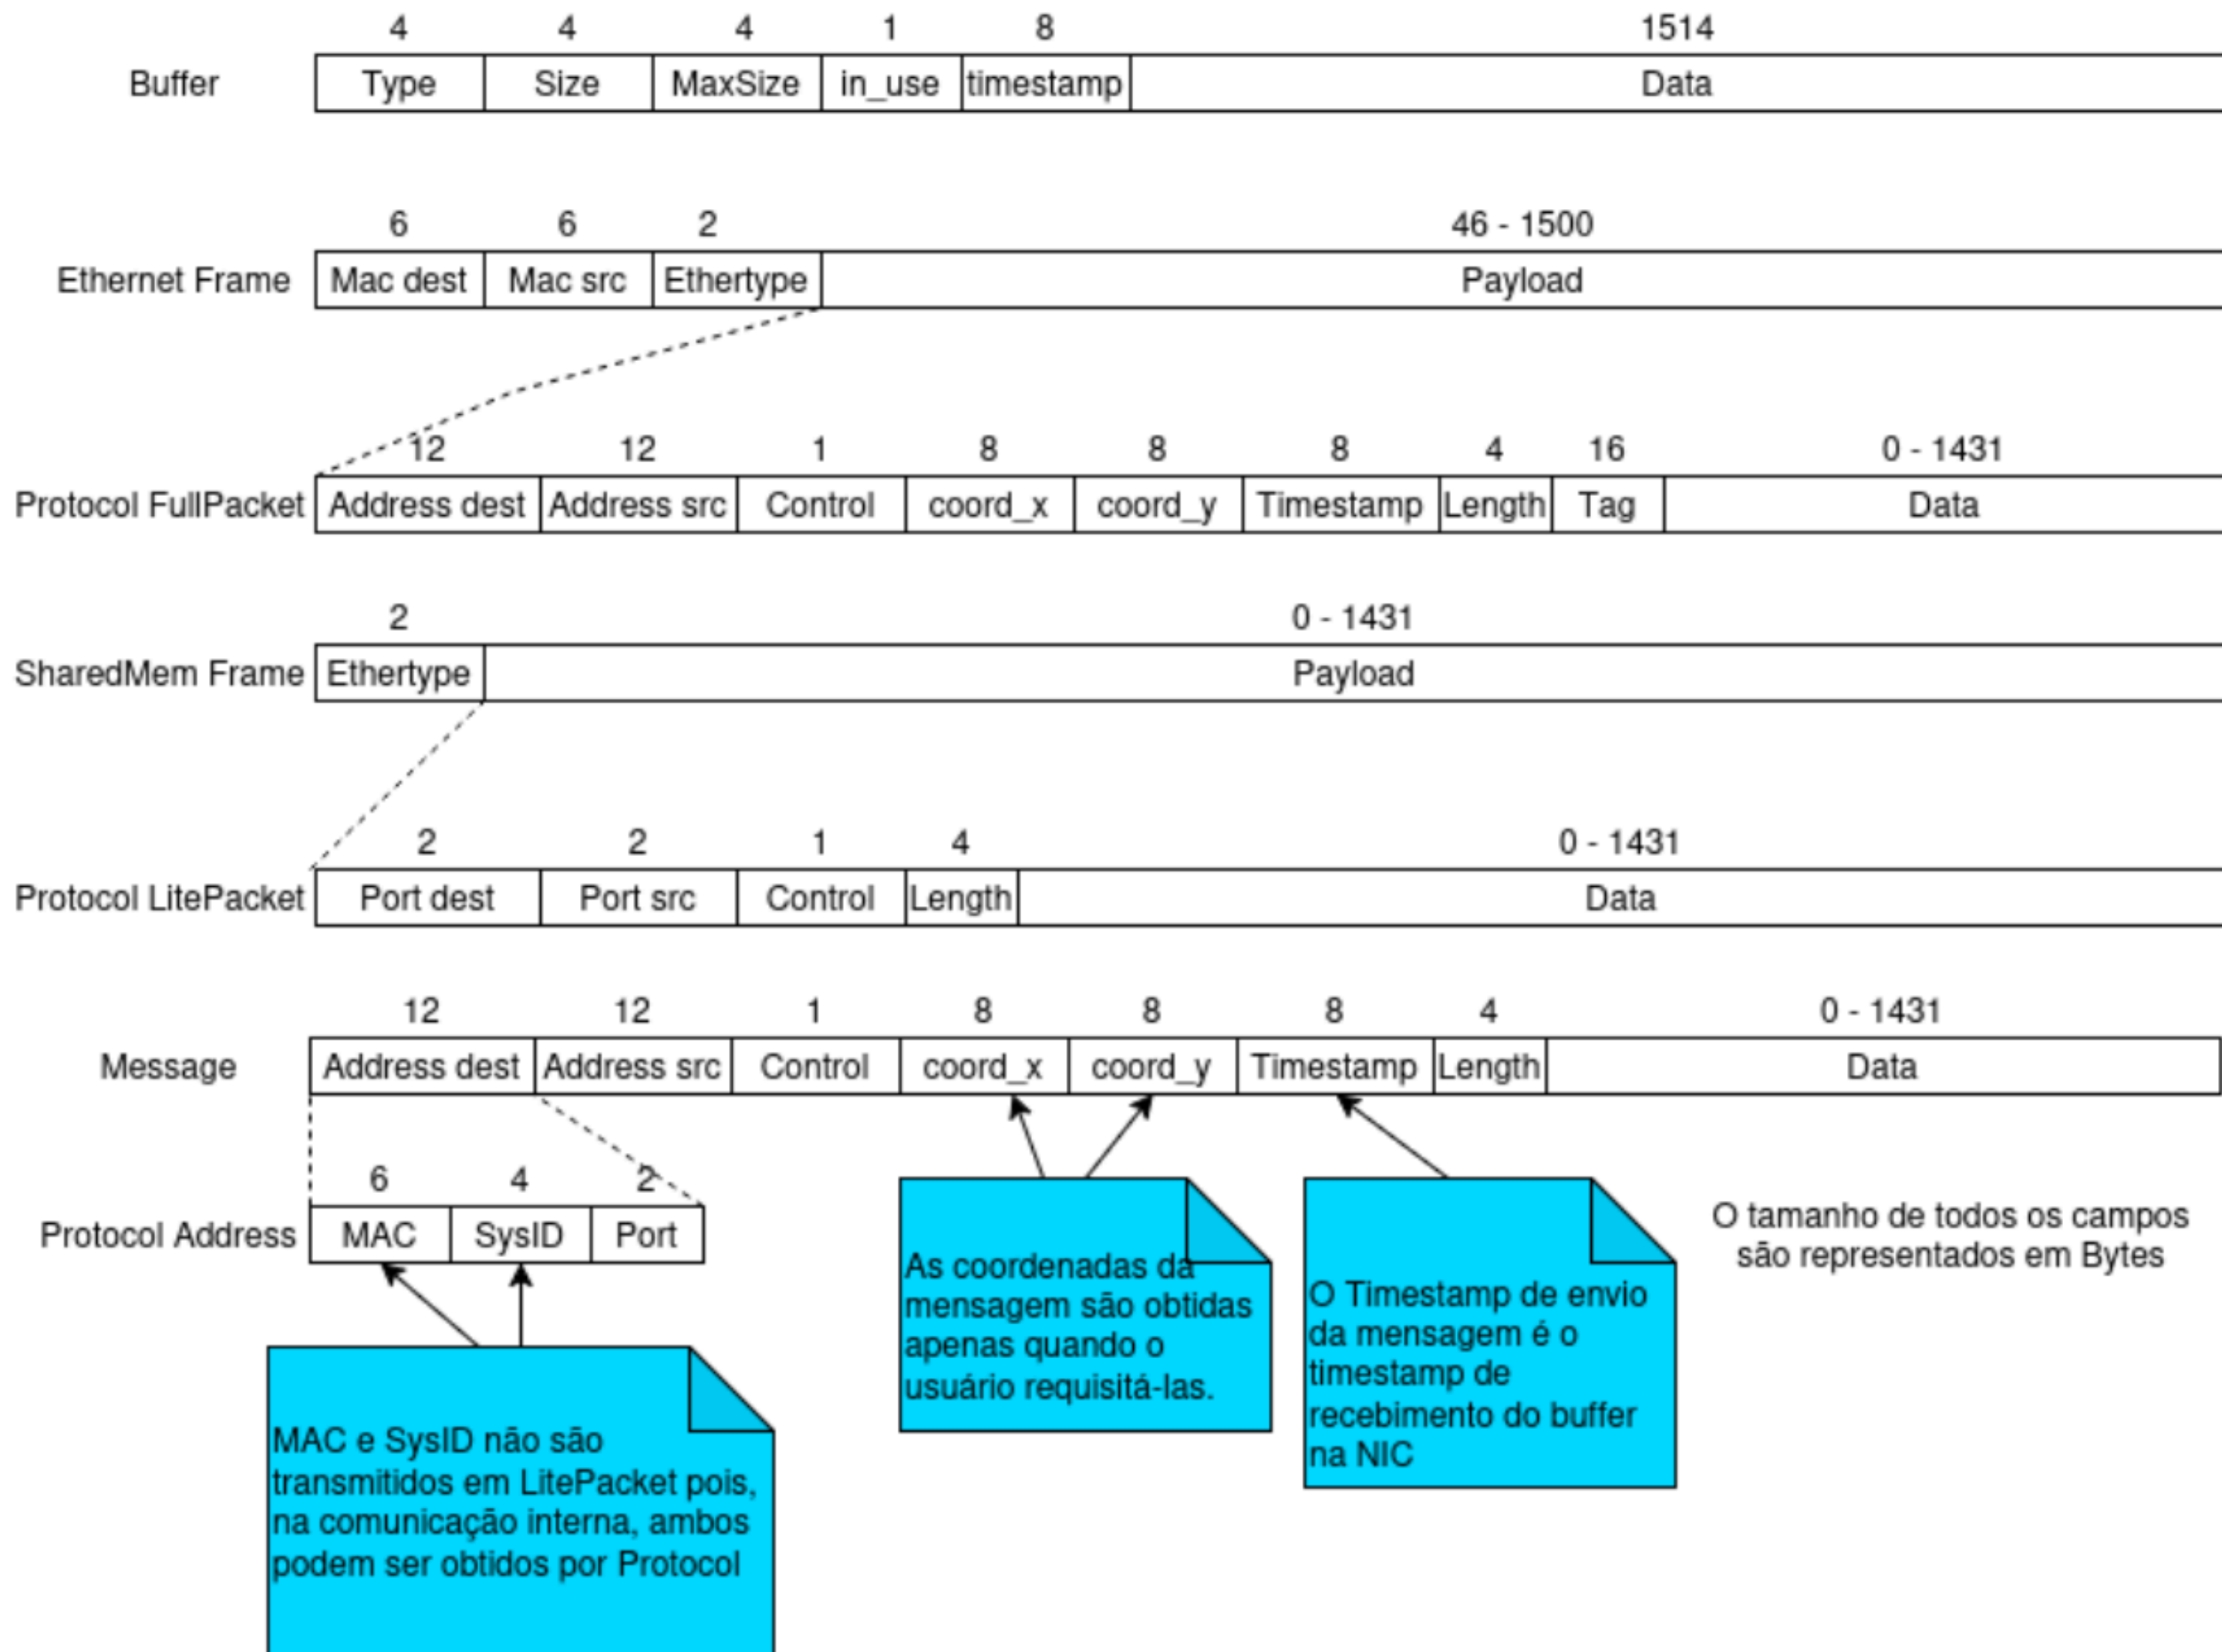 4 4 4 1 8 1514
Buffer Type Size MaxSize in_use timestamp Data
6 6 2 46 - 1500
Ethernet Frame Mac dest Mac src Ethertype Payload
12 12 1 8 8 8 4 16 0 - 1431
Protocol FullPacket Address dest Address src Control coord_x coord_y Timestamp Length Tag Data
2 0 - 1431
SharedMem Frame Ethertype Payload
2 2 1 4 0 - 1431
Protocol LitePacket Port dest Port src Control Length Data
12 12 1 8 8 8 4 0 - 1431
Message Address dest Address src Control coord_x coord_y Timestamp Length Data
6 4 2
Protocol Address MAC SysID Port
MAC e SysID não são
transmitidos em LitePacket pois,
na comunicação interna, ambos
podem ser obtidos por Protocol
As coordenadas da
mensagem são obtidas
apenas quando o
usuário requisitá-las.
O Timestamp de envio
da mensagem é o
timestamp de
recebimento do buffer
na NIC
O tamanho de todos os campos
são representados em Bytes